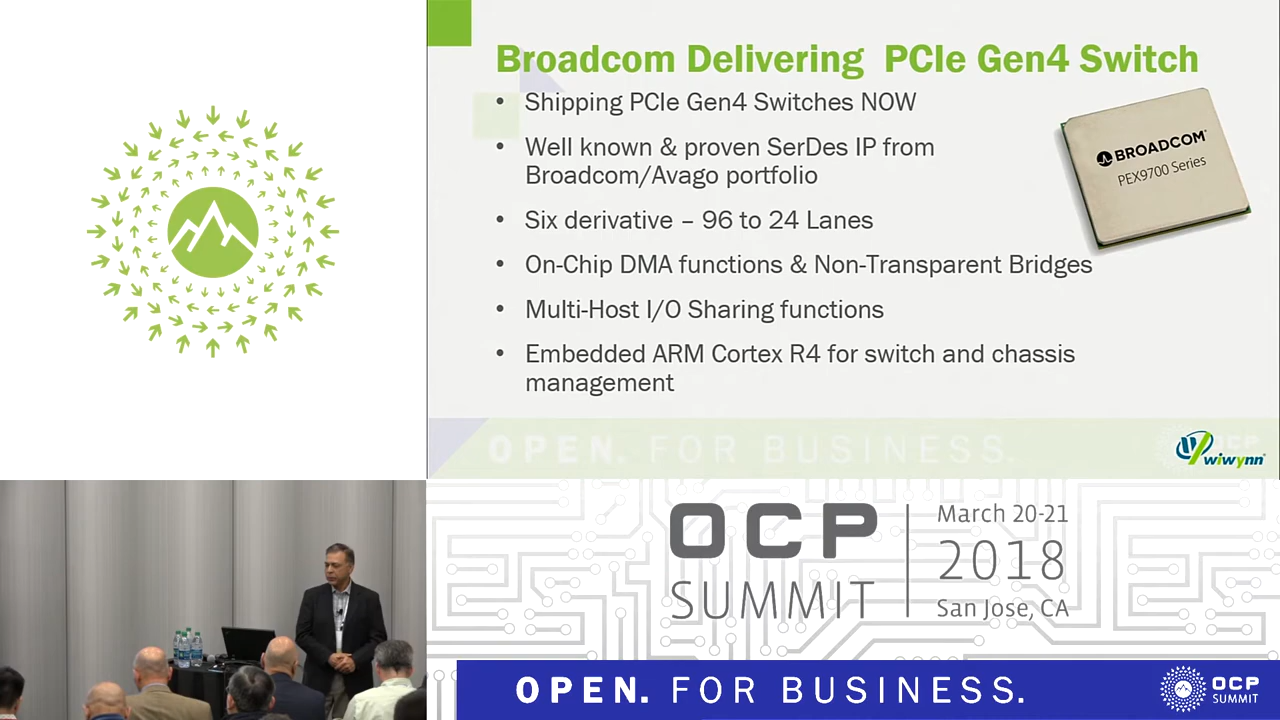 Broadcom Delivering PCIe Gen4 Switch
• Shipping PCIe Gen4 Switches NOW
• Well known & proven SerDes IP from
Broadcom/Avago portfolio
• Six derivative – 96 to 24 Lanes
• On-Chip DMA functions & Non-Transparent Bridges
• Multi-Host I/O Sharing functions
• Embedded ARM Cortex R4 for switch and chassis
management
BROADCOM
PEX9700 Series
OPEN. FOR BUSINESS.
OCP
wiwynn
OCP
SUMMIT
March 20-21
2018
San Jose, CA
OPEN. FOR BUSINESS.
OCP
SUMMIT